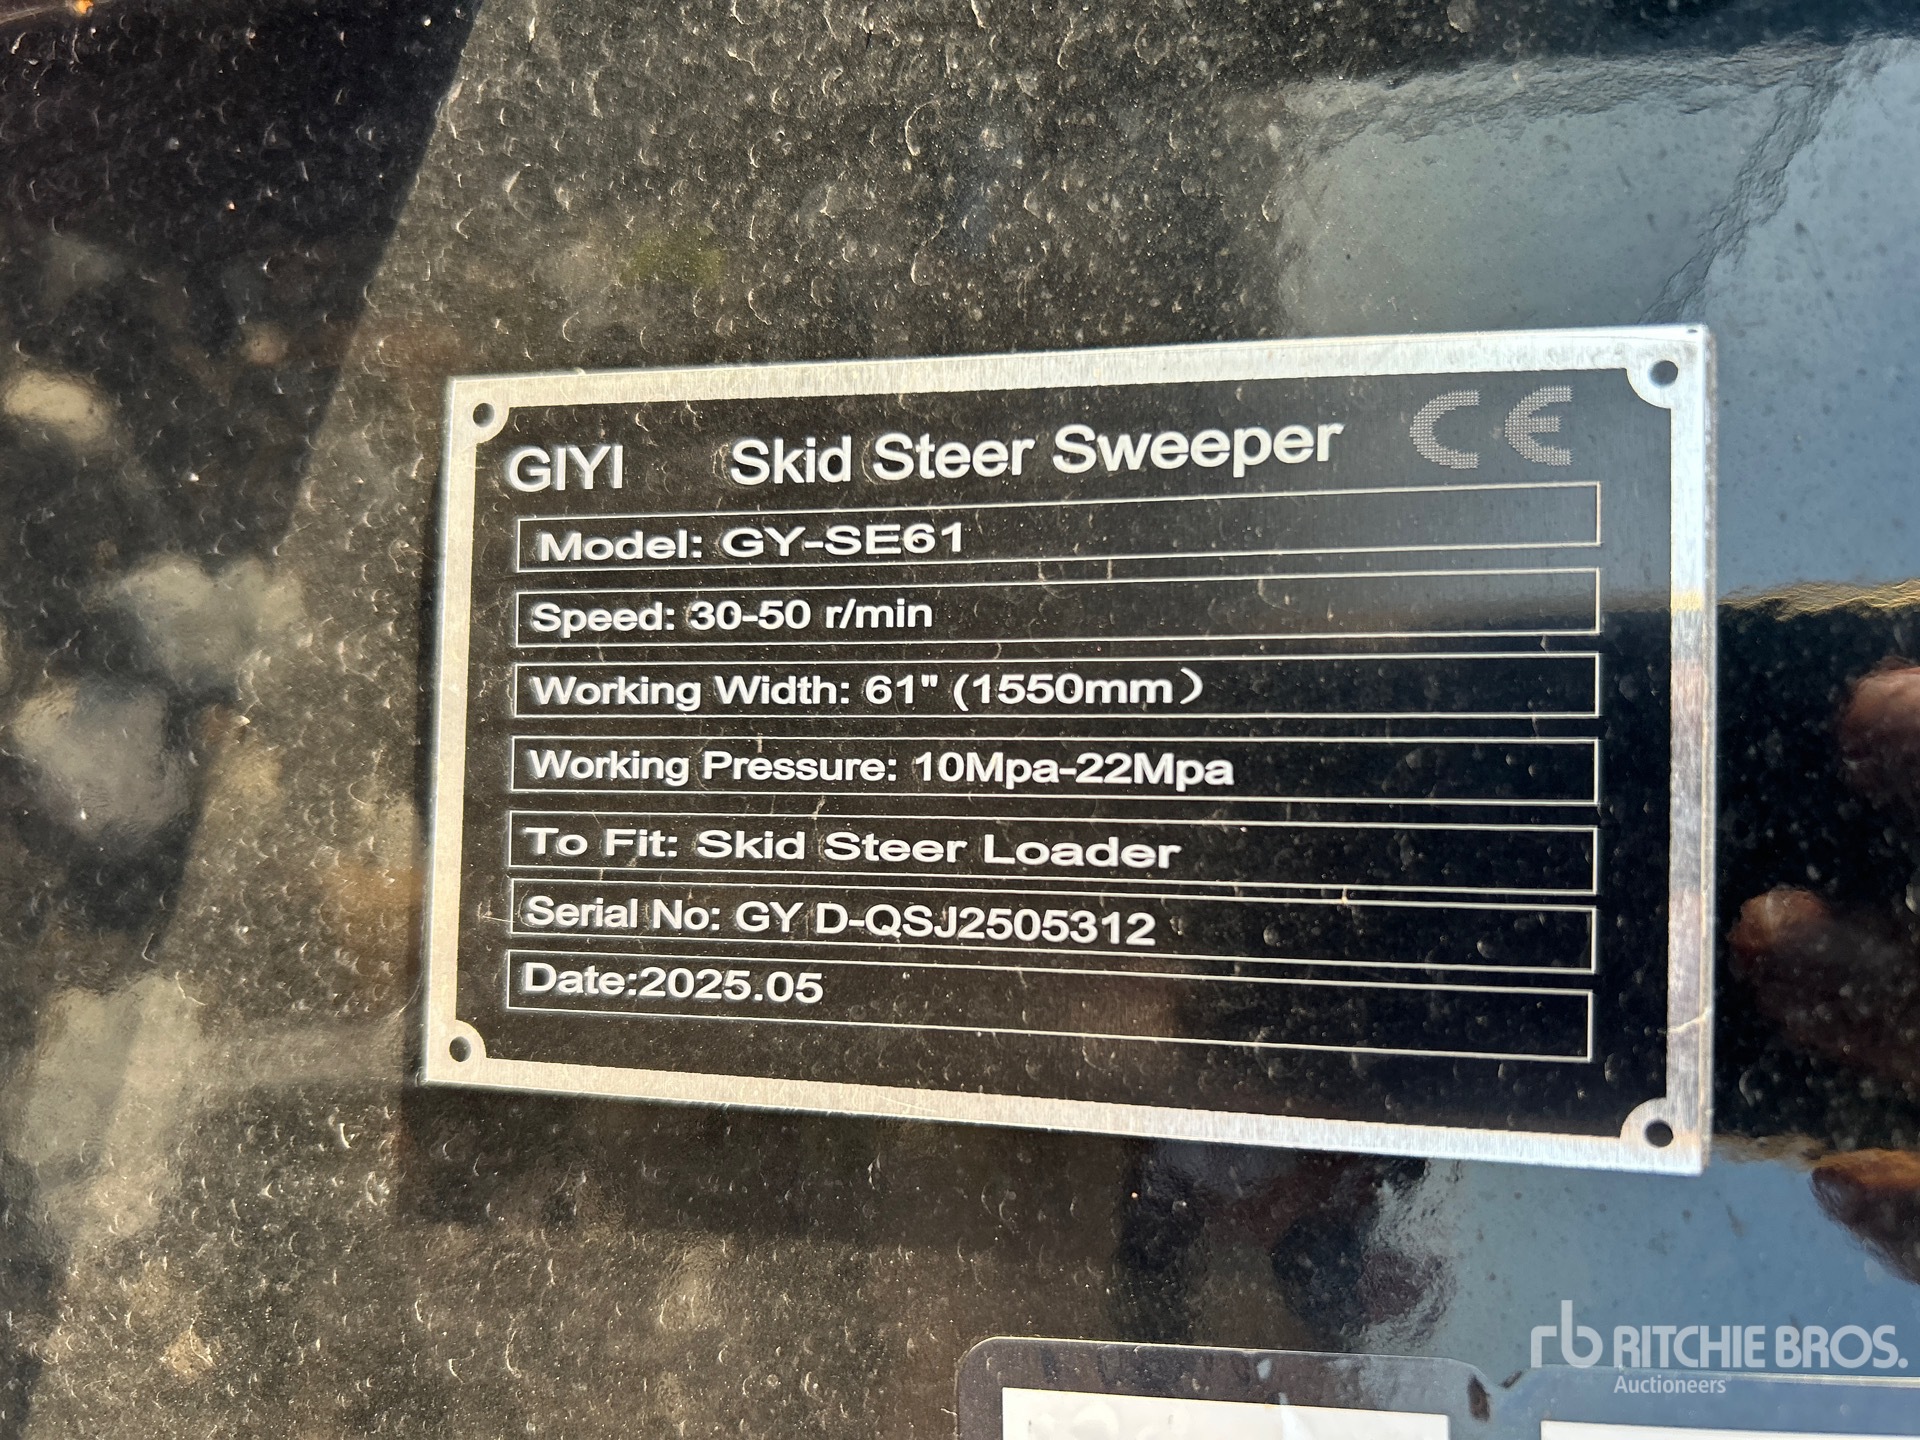 GIYI Skid Steer Sweeper CE
Model: GY-SE61
Speed: 30-50 r/min
Working Width: 61" (1550mm）
Working Pressure: 10Mpa-22Mpa
To Fit: Skid Steer Loader
Serial No: GY D-QSJ2505312
Date:2025.05
rb RITCHIE BROS.
Auctioneers